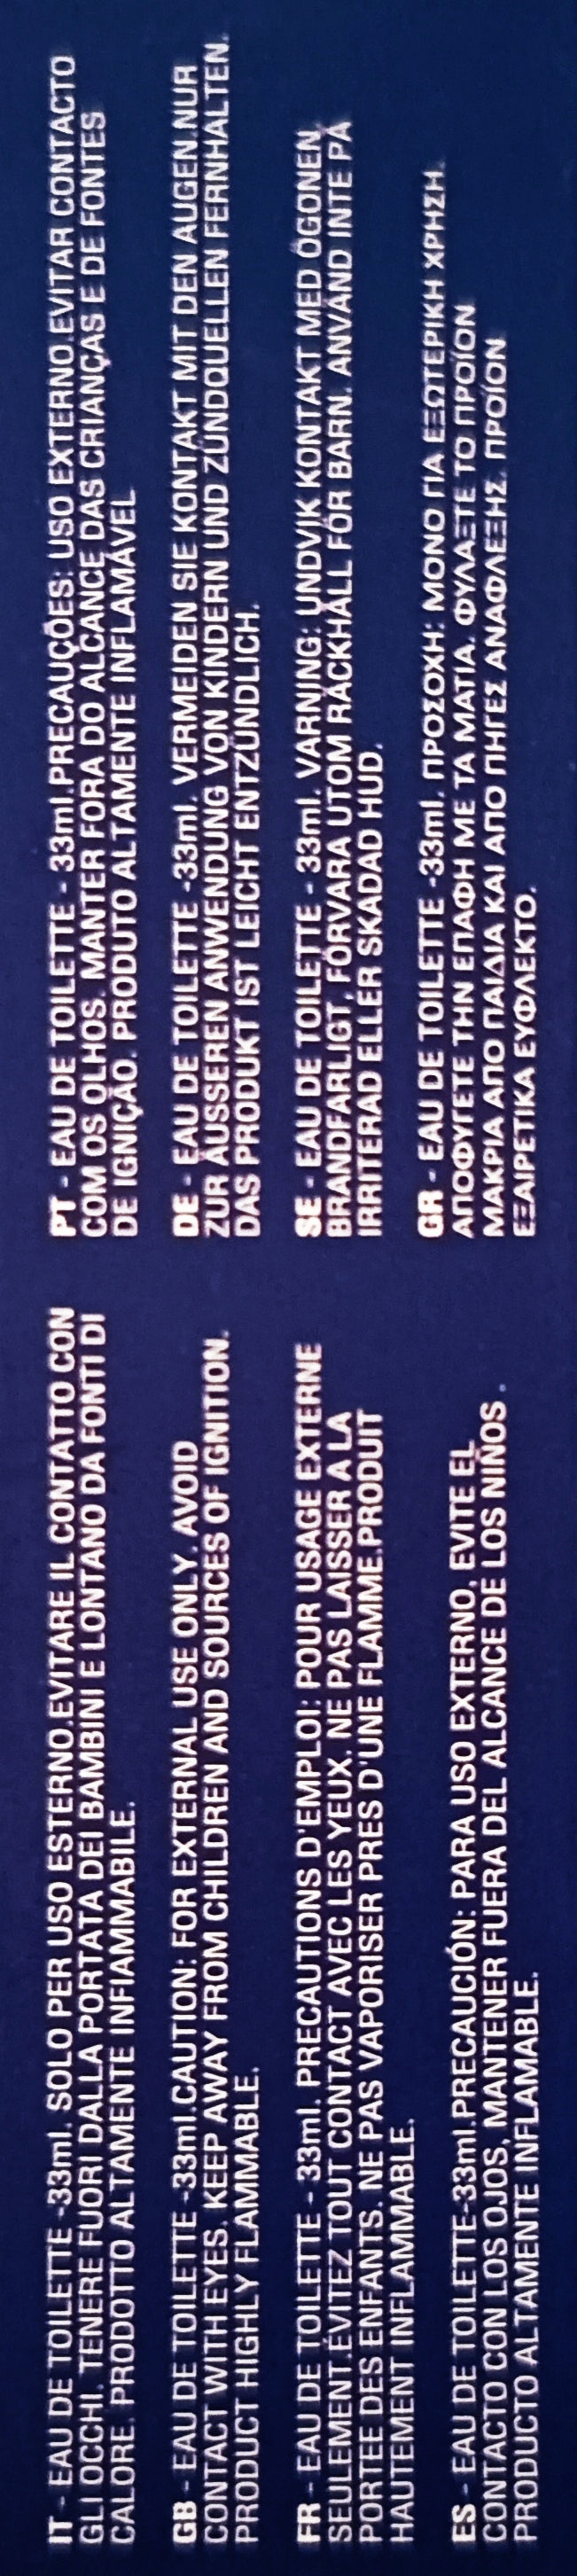 IT - EAU DE TOILETTE -33ml. SOLO PER USO ESTERNO.EVITARE IL CONTATTO CON
GLI OCCHI. TENERE FUORI DALLA PORTATA DEI BAMBINI E LONTANO DA FONTI DI
CALORE. PRODOTTO ALTAMENTE INFIAMMABILE.
GB - EAU DE TOILETTE -33ml.CAUTION: FOR EXTERNAL USE ONLY. AVOID
CONTACT WITH EYES. KEEP AWAY FROM CHILDREN AND SOURCES OF IGNITION.
PRODUCT HIGHLY FLAMMABLE.
FR - EAU DE TOILETTE - 33ml. PRECAUTIONS D'EMPLOI: POUR USAGE EXTERNE
SEULEMENT.ÉVITEZ TOUT CONTACT AVEC LES YEUX. NE PAS LAISSER A LA
PORTEE DES ENFANTS. NE PAS VAPORISER PRES D'UNE FLAMME.PRODUIT
HAUTEMENT INFLAMMABLE.
ES - EAU DE TOILETTE-33ml.PRECAUCIÓN: PARA USO EXTERNO, EVITE EL
CONTACTO CON LOS OJOS, MANTENER FUERA DEL ALCANCE DE LOS NIÑOS .
PRODUCTO ALTAMENTE INFLAMABLE.
PT - EAU DE TOILETTE - 33ml.PRECAUÇÕES: USO EXTERNO.EVITAR CONTACTO
COM OS OLHOS. MANTER FORA DO ALCANCE DAS CRIANÇAS E DE FONTES
DE IGNIÇÃO. PRODUTO ALTAMENTE INFLAMÁVEL
DE - EAU DE TOILETTE -33ml. VERMEIDEN SIE KONTAKT MIT DEN AUGEN.NUR
ZUR ÄUSSEREN ANWENDUNG VON KINDERN UND ZÜNDQUELLEN FERNHALTEN.
DAS PRODUKT IST LEICHT ENTZÜNDLICH.
SE - EAU DE TOILETTE - 33ml. VARNING: UNDVIK KONTAKT MED ÖGONEN,
BRANDFARLIGT, FÖRVARA UTOM RÄCKHÅLL FÖR BARN. ANVÄND INTE PÅ
IRRITERAD ELLER SKADAD HUD.
GR - EAU DE TOILETTE -33ml. ΠΡΟΣΟΧΗ: ΜΟΝΟ ΓΙΑ ΕΞΩΤΕΡΙΚΗ ΧΡΗΣΗ.
ΑΠΟΦΥΓΕΤΕ ΤΗΝ ΕΠΑΦΗ ΜΕ ΤΑ ΜΑΤΙΑ. ΦΥΛΑΞΤΕ ΤΟ ΠΡΟΪΟΝ
ΜΑΚΡΙΑ ΑΠΟ ΠΑΙΔΙΑ ΚΑΙ ΑΠΟ ΠΗΓΕΣ ΑΝΑΦΛΕΞΗΣ. ΠΡΟΪΟΝ
ΕΞΑΙΡΕΤΙΚΑ ΕΥΦΛΕΚΤΟ.